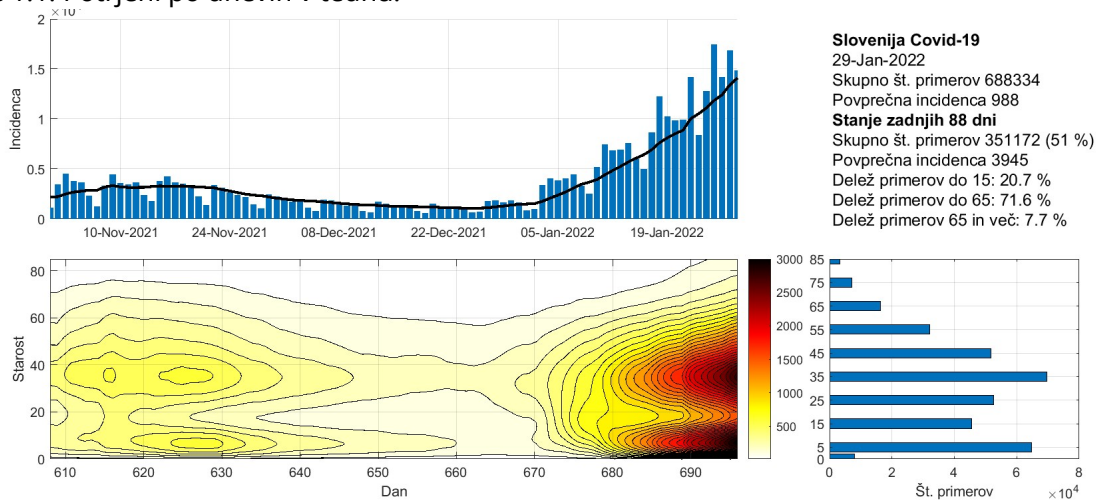 Potrjeni po dnevih v tednu.
×10
2
1.5
1
0.5
0
Incidenca
10-Nov-2021 24-Nov-2021 08-Dec-2021 22-Dec-2021 05-Jan-2022 19-Jan-2022
Slovenija Covid-19
29-Jan-2022
Skupno št. primerov 688334
Povprečna incidenca 988
Stanje zadnjih 88 dni
Skupno št. primerov 351172 (51 %)
Povprečna incidenca 3945
Delež primerov do 15: 20.7 %
Delež primerov do 65: 71.6 %
Delež primerov 65 in več: 7.7 %
80
60
40
20
0
Starost
610 620 630 640 650 660 670 680 690
Dan
3000
2500
2000
1500
1000
500
85
75
65
55
45
35
25
15
5
0
0 2 4 6 8
Št. primerov
×10⁴